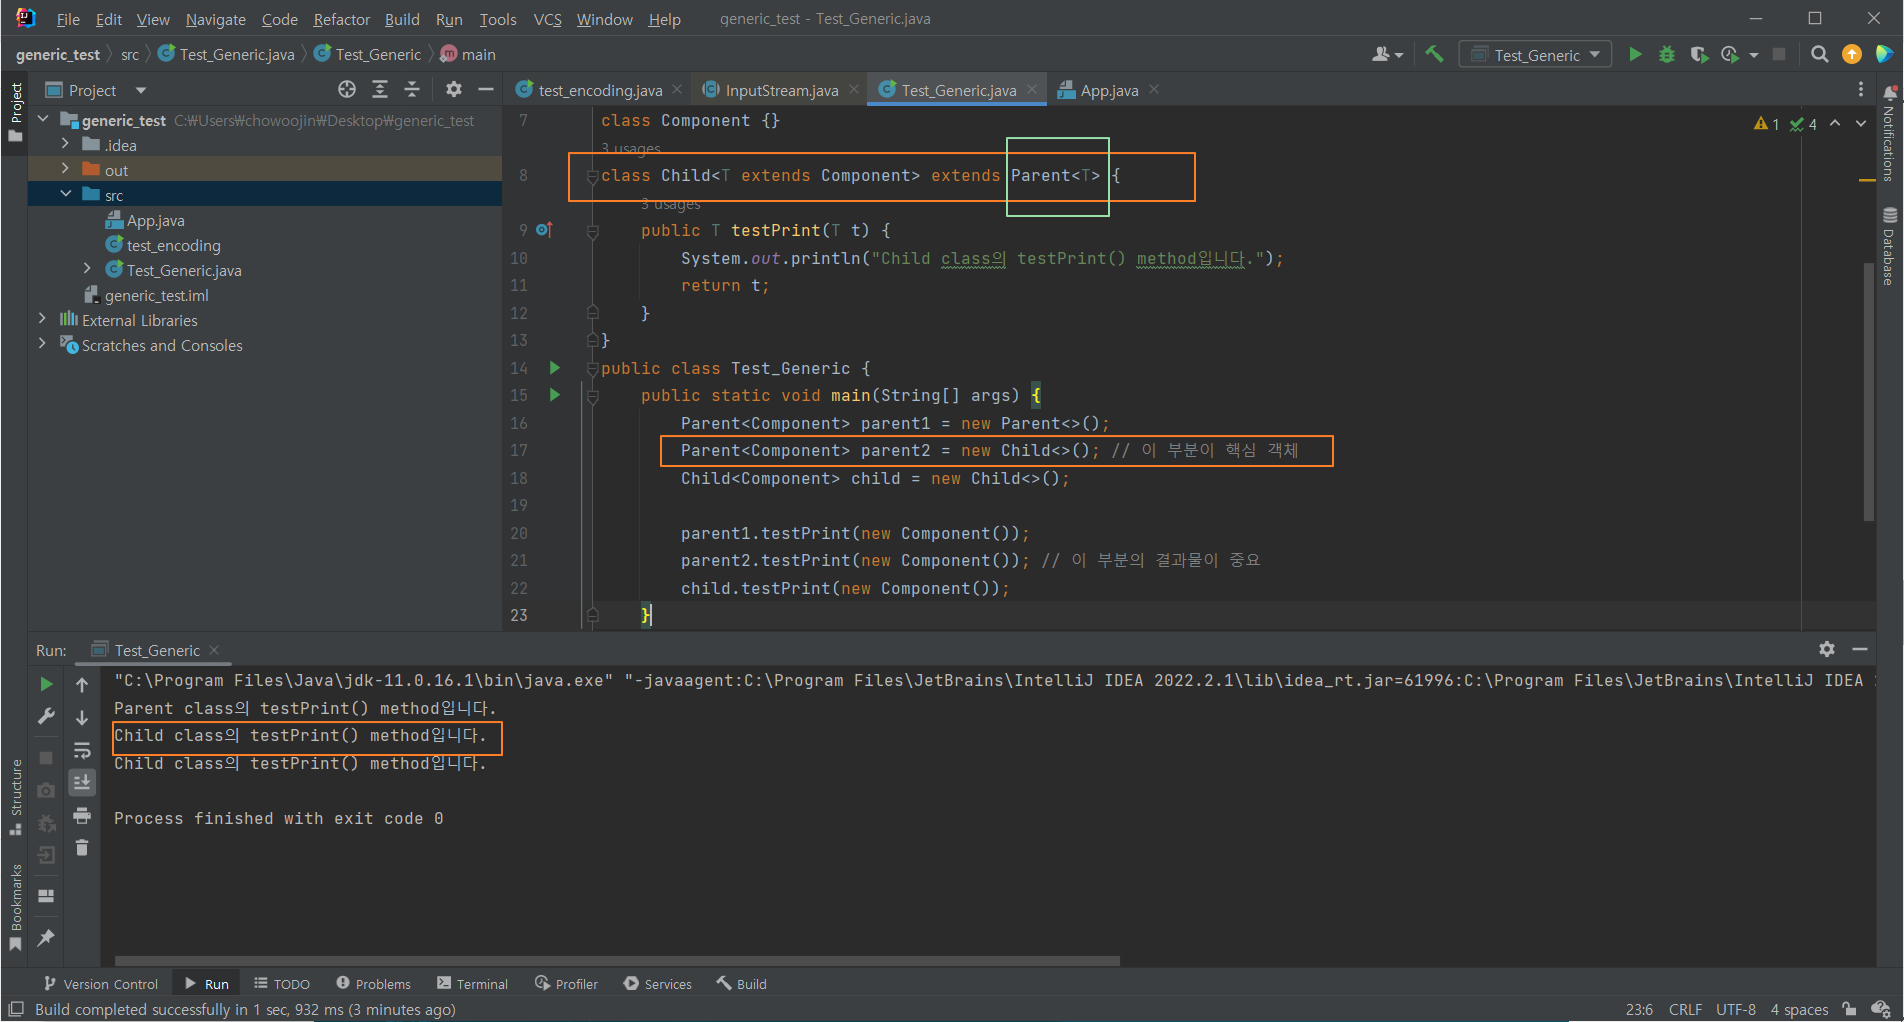 File Edit View Navigate Code Refactor Build Run Tools VCS Window Help generic_test - Test_Generic.java
generic_test src Test_Generic.java Test_Generic main Test_Generic
Project
Project
generic_test C:₩Users₩chowoojin₩Desktop₩generic_test
.idea
out
src
App.java
test_encoding
Test_Generic.java
generic_test.iml
External Libraries
Scratches and Consoles
test_encoding.java InputStream.java Test_Generic.java App.java
1 4
7 class Component {}
3 usages
8 class Child<T extends Component> extends Parent<T> {
3 usages
9 public T testPrint(T t) {
10 System.out.println("Child class의 testPrint() method입니다.");
11 return t;
12 }
13 }
14 public class Test_Generic {
15 public static void main(String[] args) {
16 Parent<Component> parent1 = new Parent<>();
17 Parent<Component> parent2 = new Child<>(); // 이 부분이 핵심 객체
18 Child<Component> child = new Child<>();
19
20 parent1.testPrint(new Component());
21 parent2.testPrint(new Component()); // 이 부분의 결과물이 중요
22 child.testPrint(new Component());
23 }
Notifications
Database
Run: Test_Generic
"C:\Program Files\Java\jdk-11.0.16.1\bin\java.exe" "-javaagent:C:\Program Files\JetBrains\IntelliJ IDEA 2022.2.1\lib\idea_rt.jar=61996:C:\Program Files\JetBrains\IntelliJ IDEA
Parent class의 testPrint() method입니다.
Child class의 testPrint() method입니다.
Child class의 testPrint() method입니다.
Process finished with exit code 0
Structure
Bookmarks
Version Control Run TODO Problems Terminal Profiler Services Build
Build completed successfully in 1 sec, 932 ms (3 minutes ago) 23:6 CRLF UTF-8 4 spaces